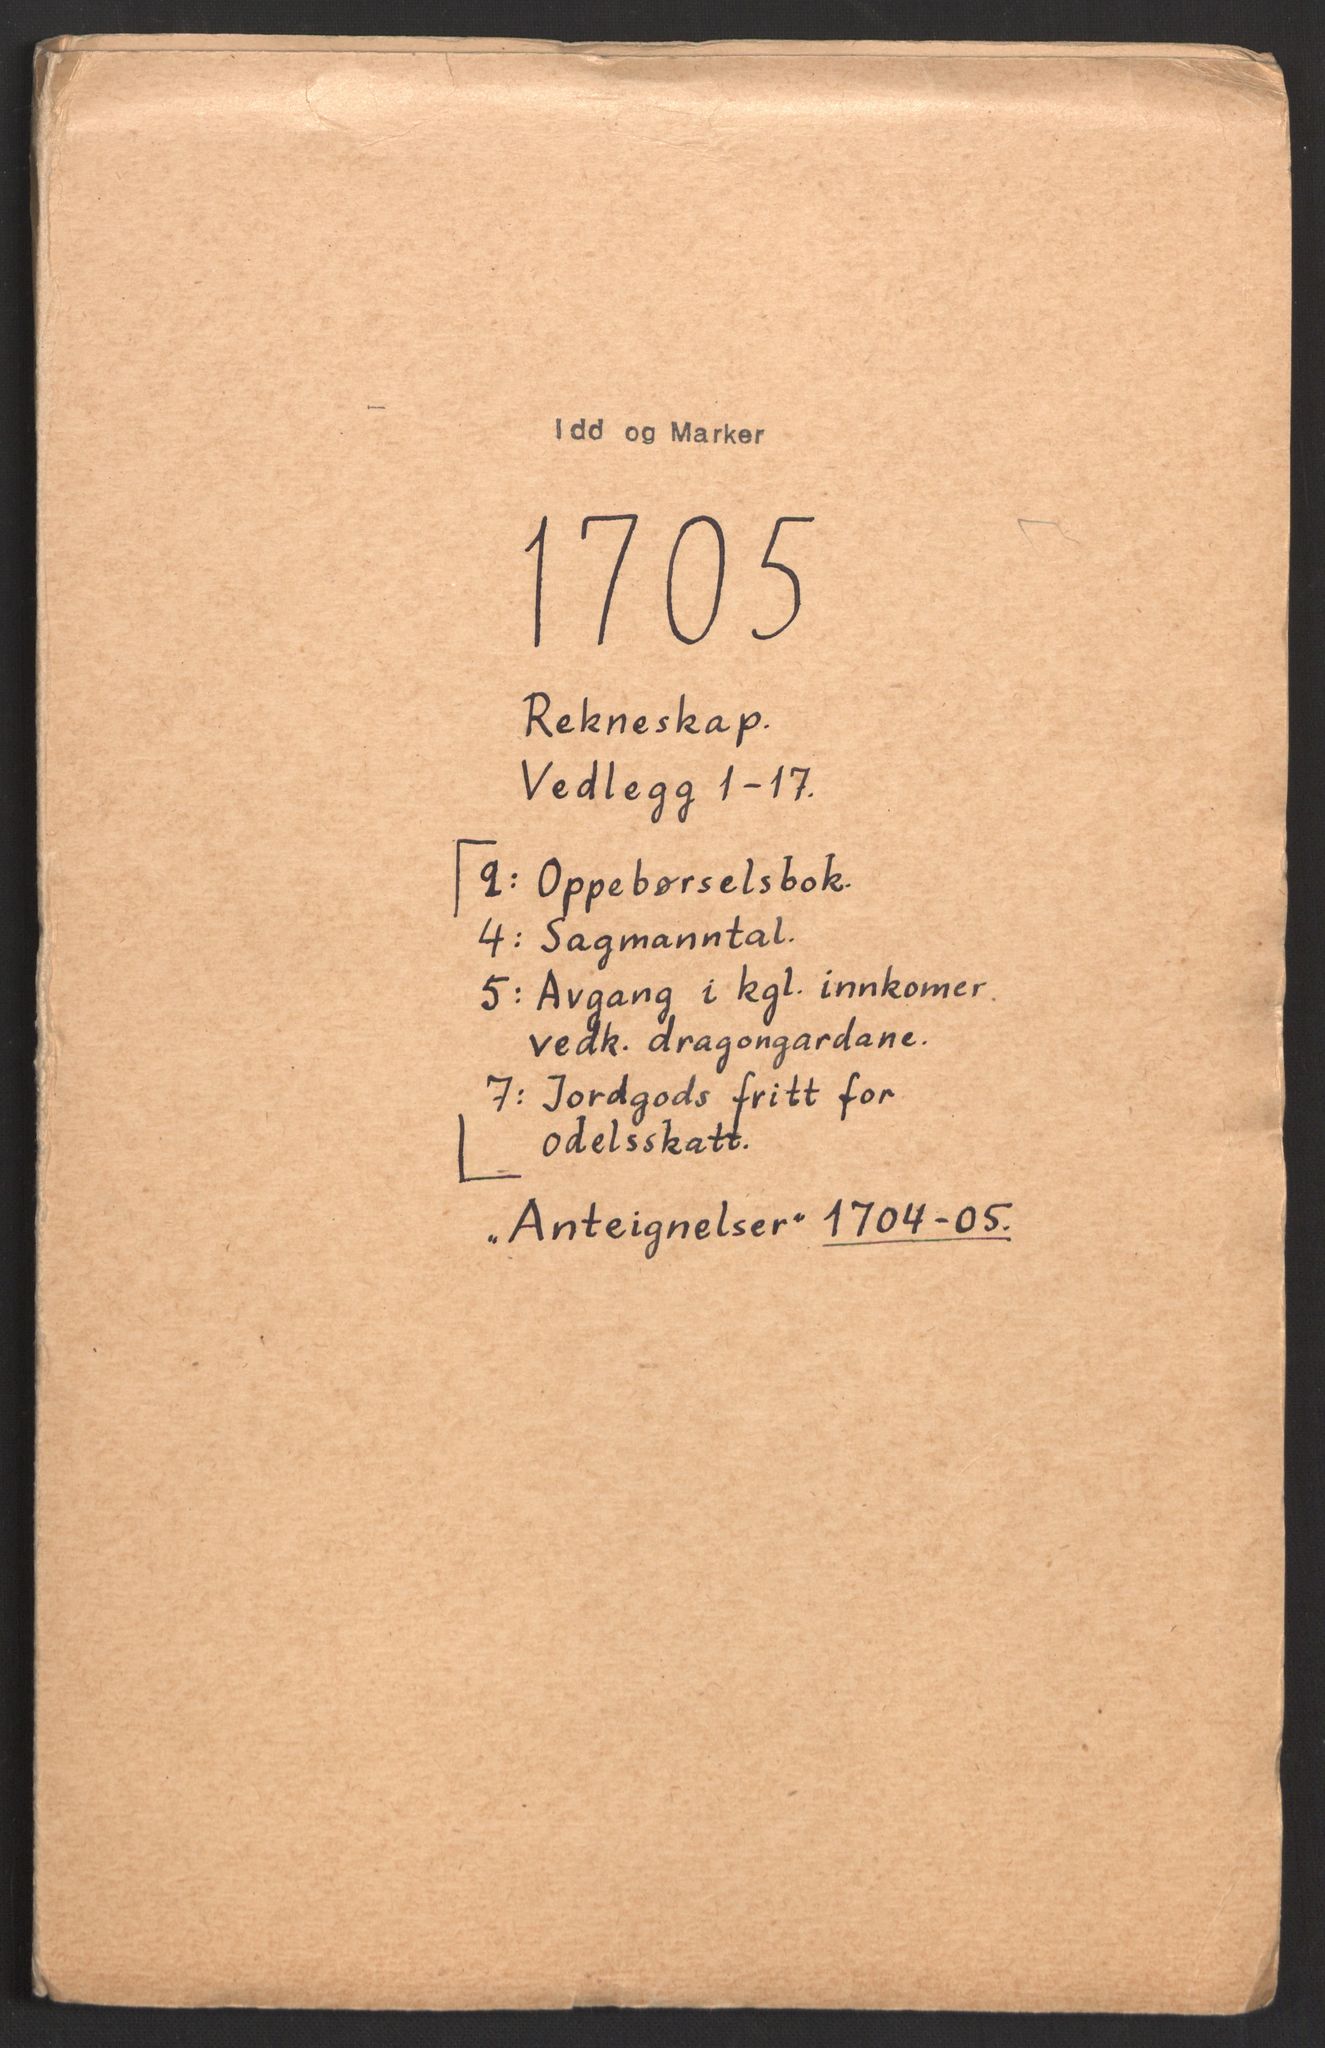 Idd og Marker
1705
Rekneskap.
Vedlegg 1-17.
2: Oppebørselsbok.
4: Sagmanntal.
5: Avgang i kgl. innkomer
vedk. dragongardane.
7: Jordgods fritt for
odelsskatt.
„Anteignelser" 1704-05.